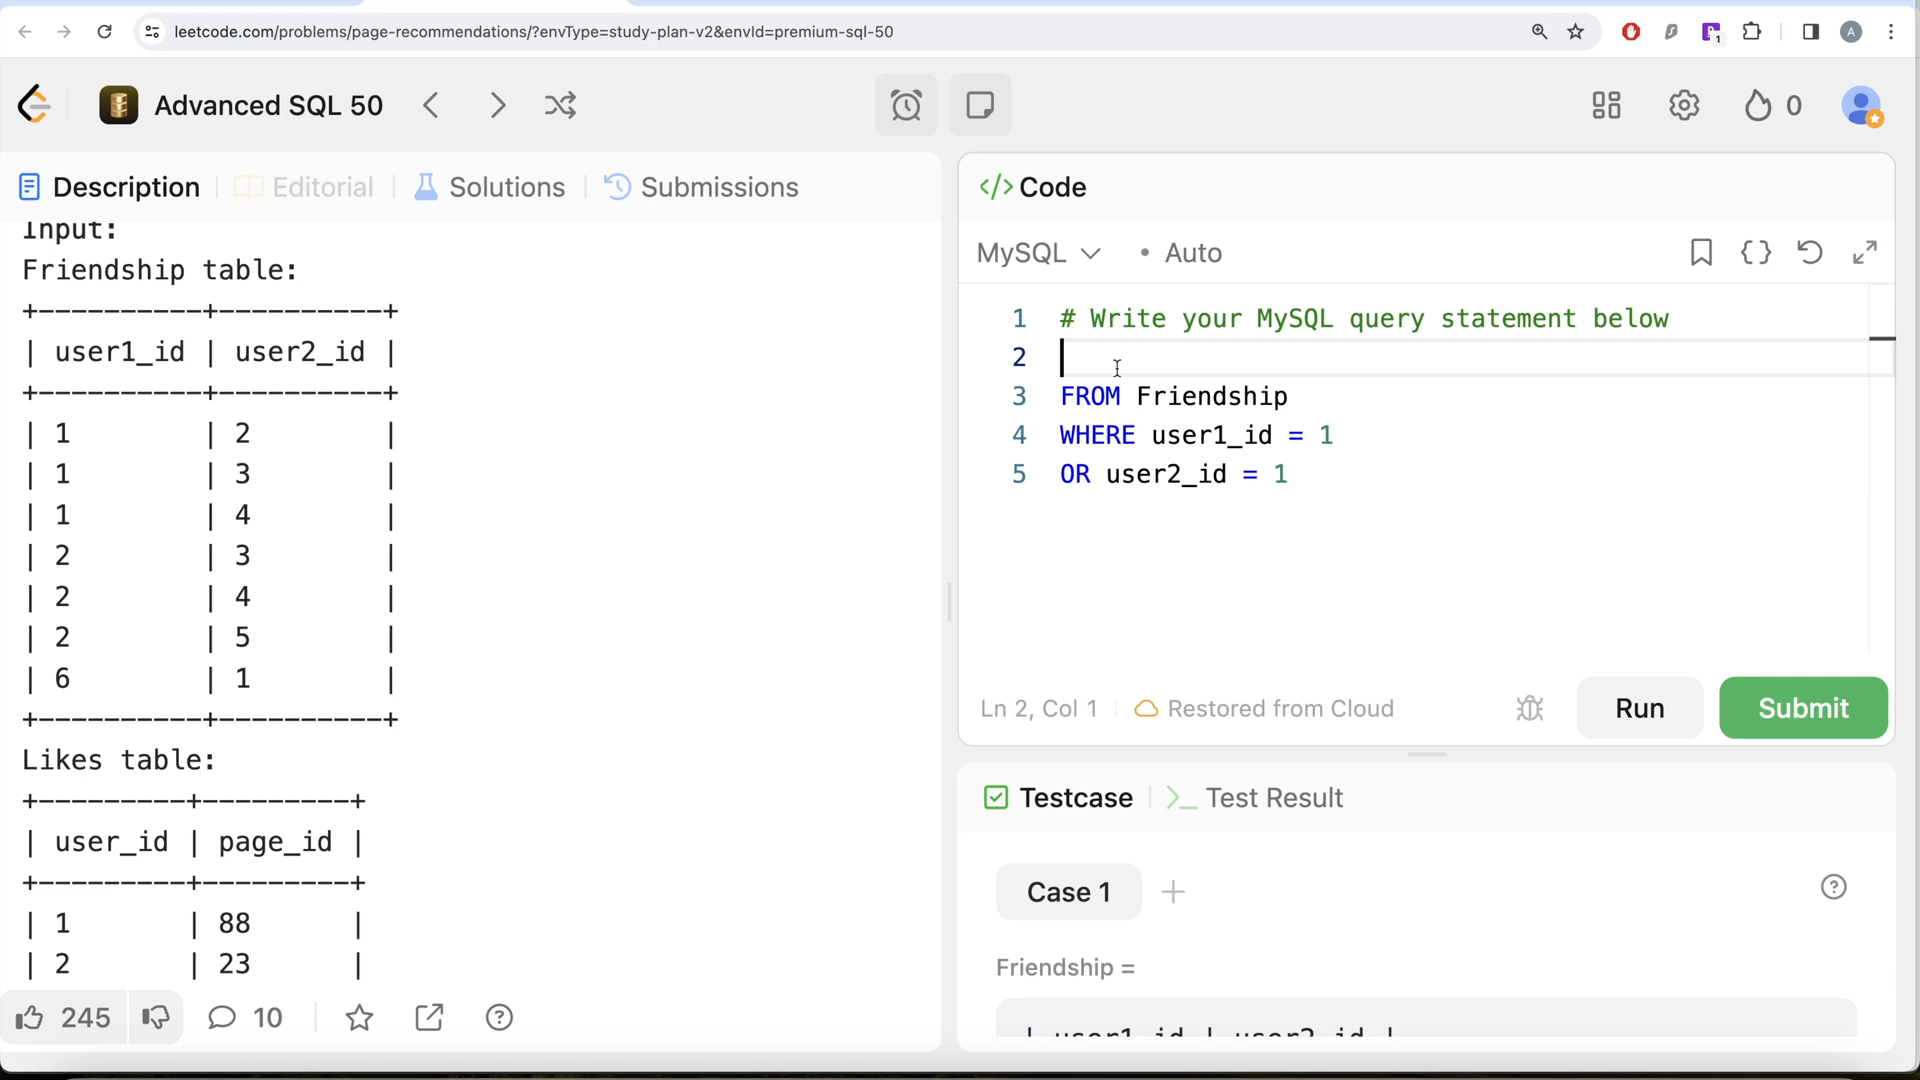 leetcode.com/problems/page-recommendations/?envType=study-plan-v2&envId=premium-sql-50
1
A
Advanced SQL 50
0
Description
Editorial
Solutions
Submissions
Input:
Friendship table:
+----------+----------+
| user1_id | user2_id |
+----------+----------+
| 1        | 2        |
| 1        | 3        |
| 1        | 4        |
| 2        | 3        |
| 2        | 4        |
| 2        | 5        |
| 6        | 1        |
+----------+----------+
Likes table:
+---------+---------+
| user_id | page_id |
+---------+---------+
| 1       | 88      |
| 2       | 23      |
245
10
</> Code
MySQL
• Auto
1 # Write your MySQL query statement below
2
3 FROM Friendship
4 WHERE user1_id = 1
5 OR user2_id = 1
Ln 2, Col 1
Restored from Cloud
Run
Submit
Testcase
>_ Test Result
Case 1
+
Friendship =
| user1_id | user2_id |